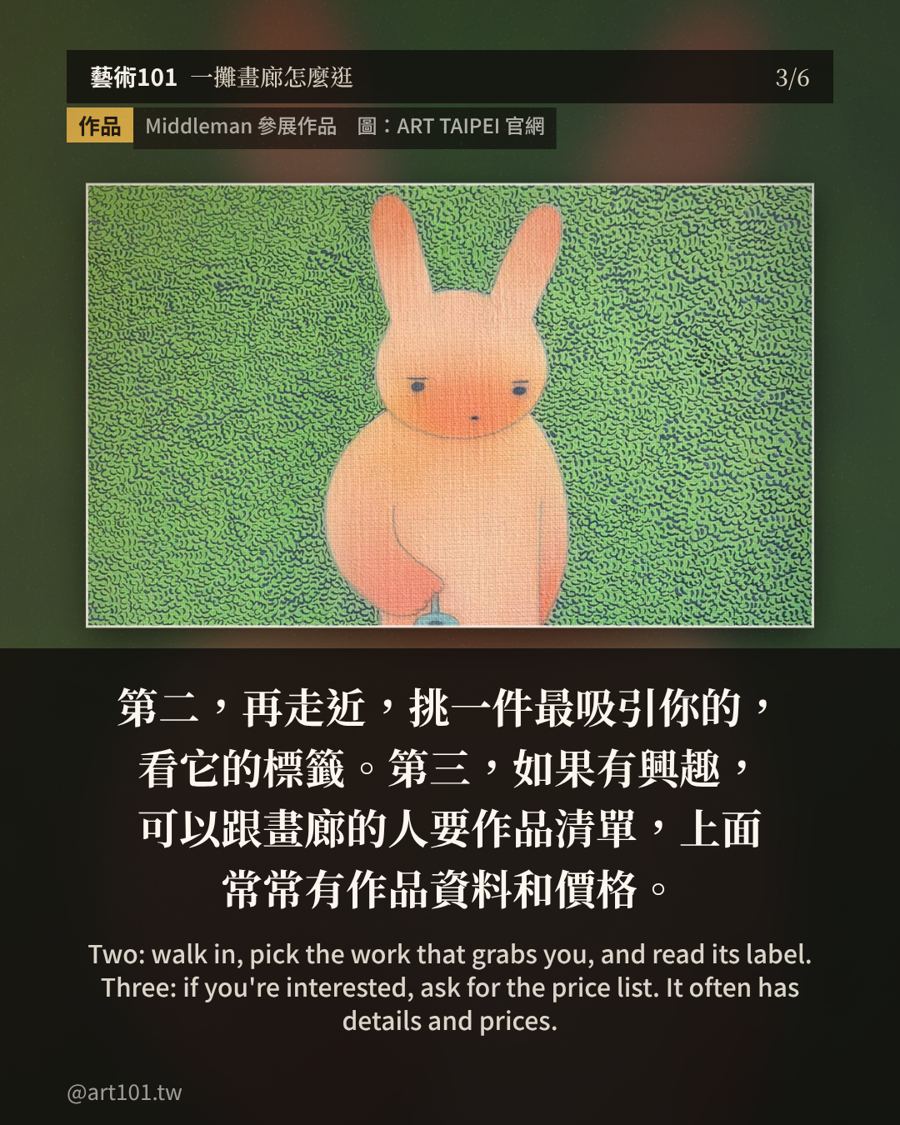 藝術101 一攤畫廊怎麼逛 3/6
作品 Middleman 參展作品 圖：ART TAIPEI 官網
第二，再走近，挑一件最吸引你的，
看它的標籤。第三，如果有興趣，
可以跟畫廊的人要作品清單，上面
常常有作品資料和價格。
Two: walk in, pick the work that grabs you, and read its label.
Three: if you're interested, ask for the price list. It often has
details and prices.
@art101.tw